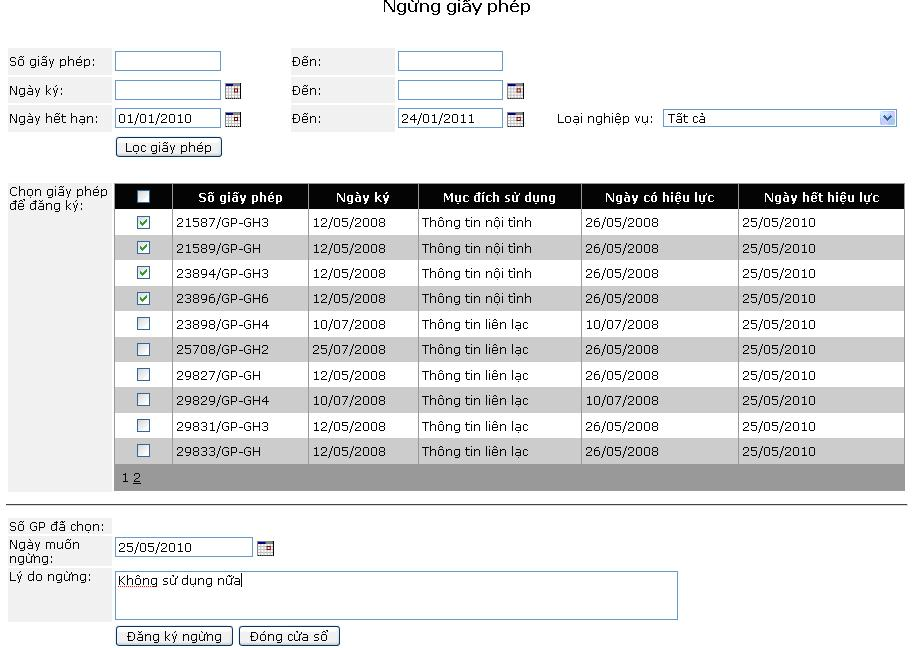 Ngừng giấy phép
Số giấy phép: Đến:
Ngày ký: Đến:
Ngày hết hạn: 01/01/2010 Đến: 24/01/2011 Loại nghiệp vụ: Tất cả
Lọc giấy phép
Chọn giấy phép để đăng ký:
Số giấy phép Ngày ký Mục đích sử dụng Ngày có hiệu lực Ngày hết hiệu lực
21587/GP-GH3 12/05/2008 Thông tin nội tỉnh 26/05/2008 25/05/2010
21589/GP-GH 12/05/2008 Thông tin nội tỉnh 26/05/2008 25/05/2010
23894/GP-GH3 12/05/2008 Thông tin nội tỉnh 26/05/2008 25/05/2010
23896/GP-GH6 12/05/2008 Thông tin nội tỉnh 26/05/2008 25/05/2010
23898/GP-GH4 10/07/2008 Thông tin liên lạc 10/07/2008 25/05/2010
25708/GP-GH2 25/07/2008 Thông tin liên lạc 26/05/2008 25/05/2010
29827/GP-GH 12/05/2008 Thông tin liên lạc 26/05/2008 25/05/2010
29829/GP-GH4 10/07/2008 Thông tin liên lạc 10/07/2008 25/05/2010
29831/GP-GH3 12/05/2008 Thông tin liên lạc 26/05/2008 25/05/2010
29833/GP-GH 12/05/2008 Thông tin liên lạc 26/05/2008 25/05/2010
1 2
Số GP đã chọn:
Ngày muốn ngừng: 25/05/2010
Lý do ngừng: Không sử dụng nữa
Đăng ký ngừng Đóng cửa sổ